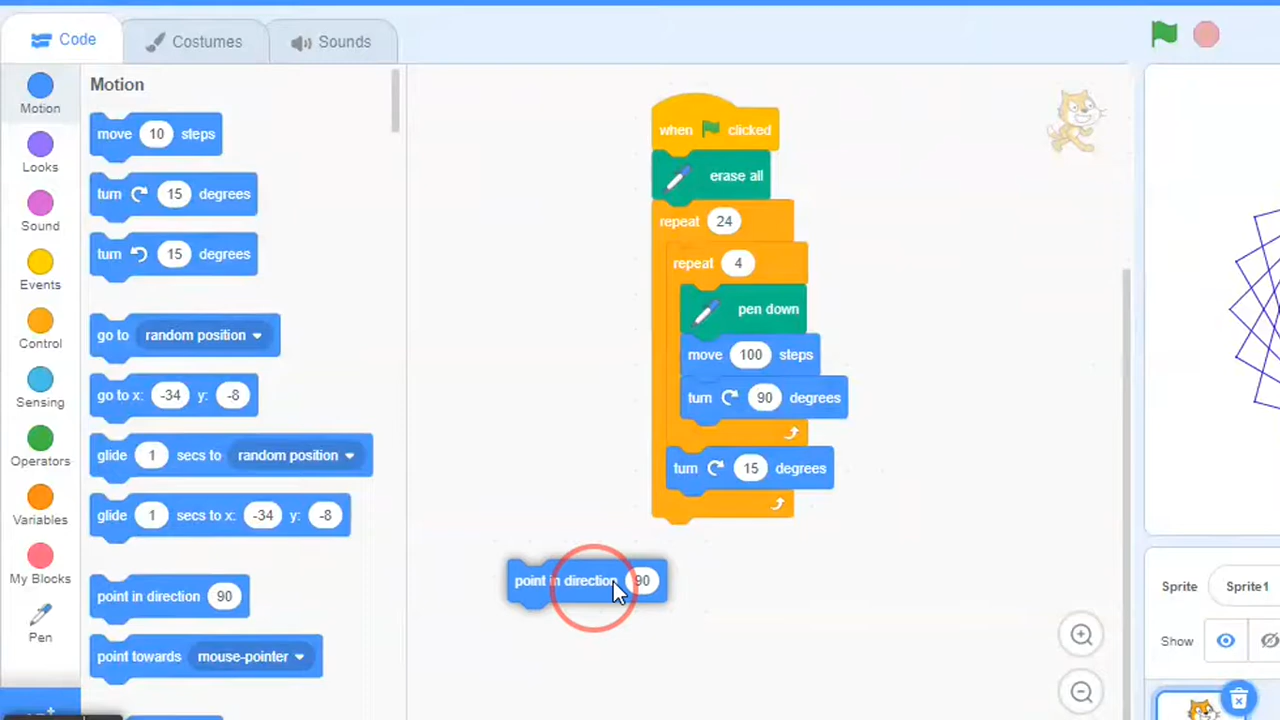 Code
Costumes
Sounds
Motion
Looks
Sound
Events
Control
Sensing
Operators
Variables
My Blocks
Pen
Motion
move 10 steps
turn 15 degrees
turn 15 degrees
go to random position
go to x: -34 y: -8
glide 1 secs to random position
glide 1 secs to x: -34 y: -8
point in direction 90
point towards mouse-pointer
when clicked
erase all
repeat 24
repeat 4
pen down
move 100 steps
turn 90 degrees
turn 15 degrees
point in direction 90
Sprite Sprite1
Show